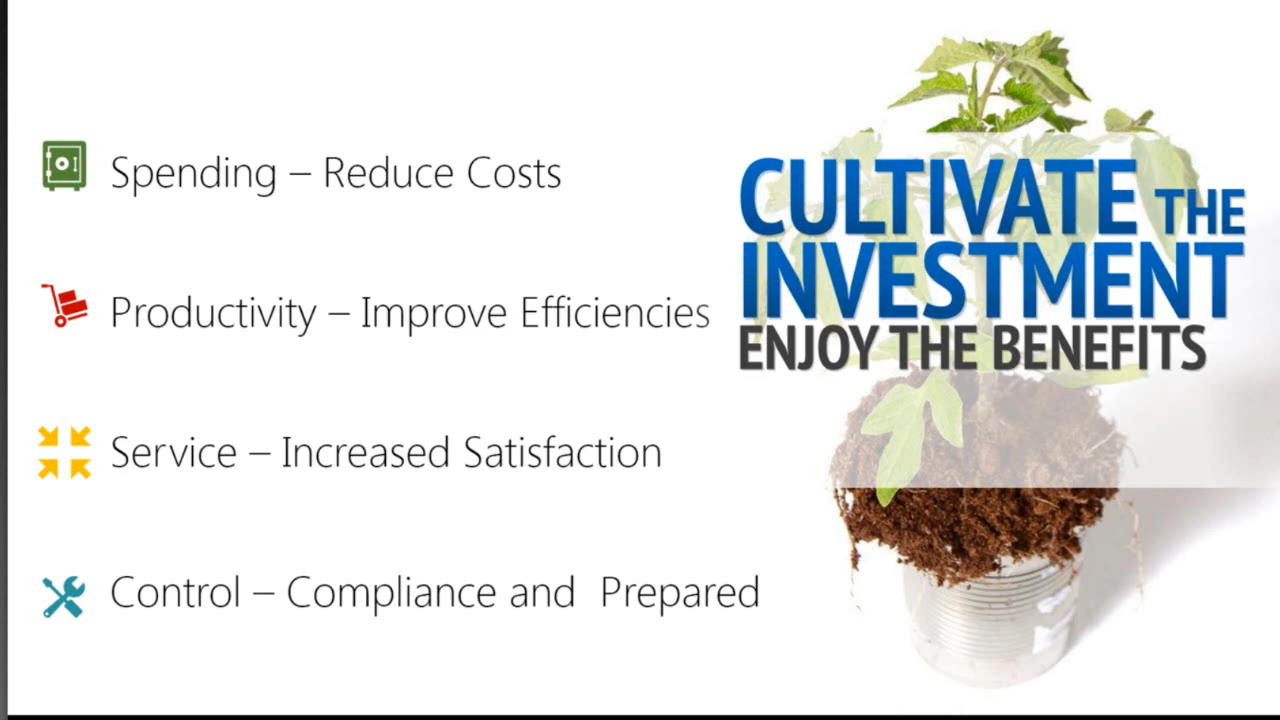 Spending – Reduce Costs
Productivity – Improve Efficiencies
Service – Increased Satisfaction
Control – Compliance and  Prepared
CULTIVATE THE
INVESTMENT
ENJOY THE BENEFITS